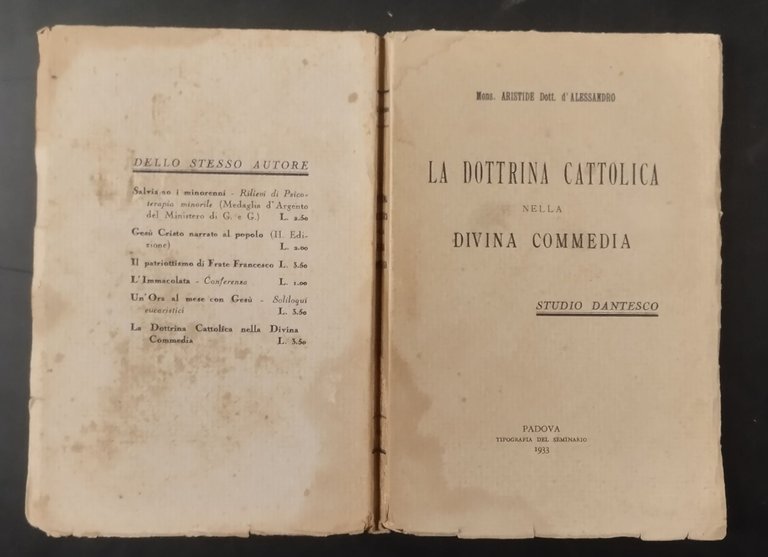 DELLO STESSO AUTORE
Salviamo i minorenni - Rilievi di Psico-
terapia minorile (Medaglia d'Argento
del Ministero di G. e G.) L. 2.50
Gesù Cristo narrato al popolo (II. Edi-
zione) L. 2.00
Il patriottismo di Frate Francesco L. 3.50
L'Immacolata - Conferenza L. 1.00
Un'Ora al mese con Gesù - Soliloqui
eucaristici L. 3.50
La Dottrina Cattolica nella Divina
Commedia L. 3.50
Mons. ARISTIDE Dott. d'ALESSANDRO
LA DOTTRINA CATTOLICA
NELLA
DIVINA COMMEDIA
STUDIO DANTESCO
PADOVA
TIPOGRAFIA DEL SEMINARIO
1933